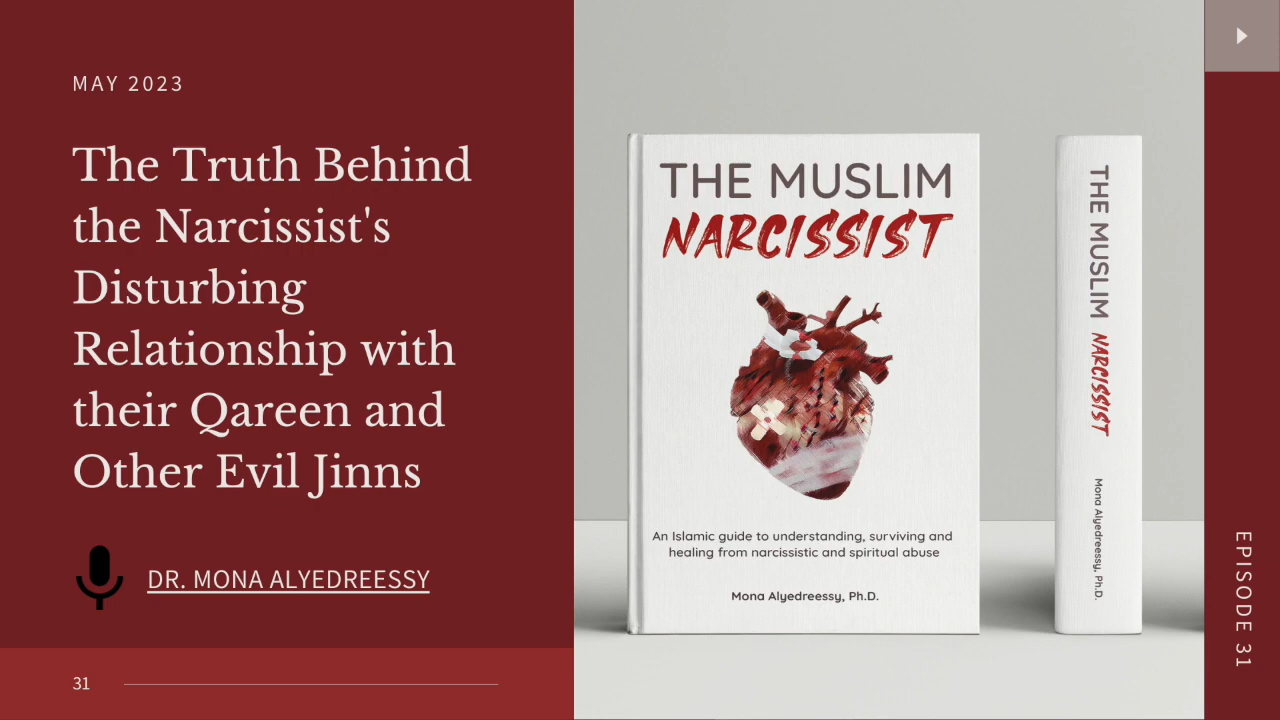 MAY 2023
The Truth Behind
the Narcissist's
Disturbing
Relationship with
their Qareen and
Other Evil Jinns
DR. MONA ALYEDREESSY
31
THE MUSLIM
NARCISSIST
An Islamic guide to understanding, surviving and
healing from narcissistic and spiritual abuse
Mona Alyedreessy, Ph.D.
THE MUSLIM NARCISSIST
Mona Alyedreessy, Ph.D.
EPISODE 31